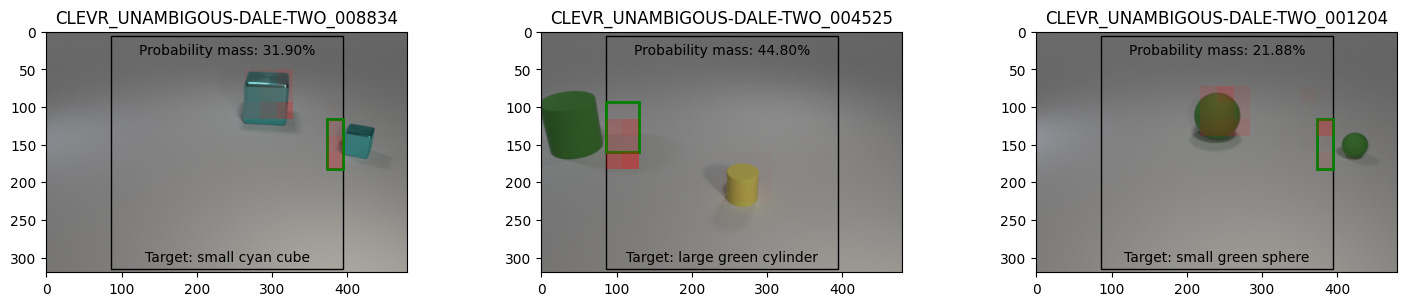 CLEVR_UNAMBIGOUS-DALE-TWO_008834
Probability mass: 31.90%
Target: small cyan cube
0
50
100
150
200
250
300
0 100 200 300 400
CLEVR_UNAMBIGOUS-DALE-TWO_004525
Probability mass: 44.80%
Target: large green cylinder
0
50
100
150
200
250
300
0 100 200 300 400
CLEVR_UNAMBIGOUS-DALE-TWO_001204
Probability mass: 21.88%
Target: small green sphere
0
50
100
150
200
250
300
0 100 200 300 400